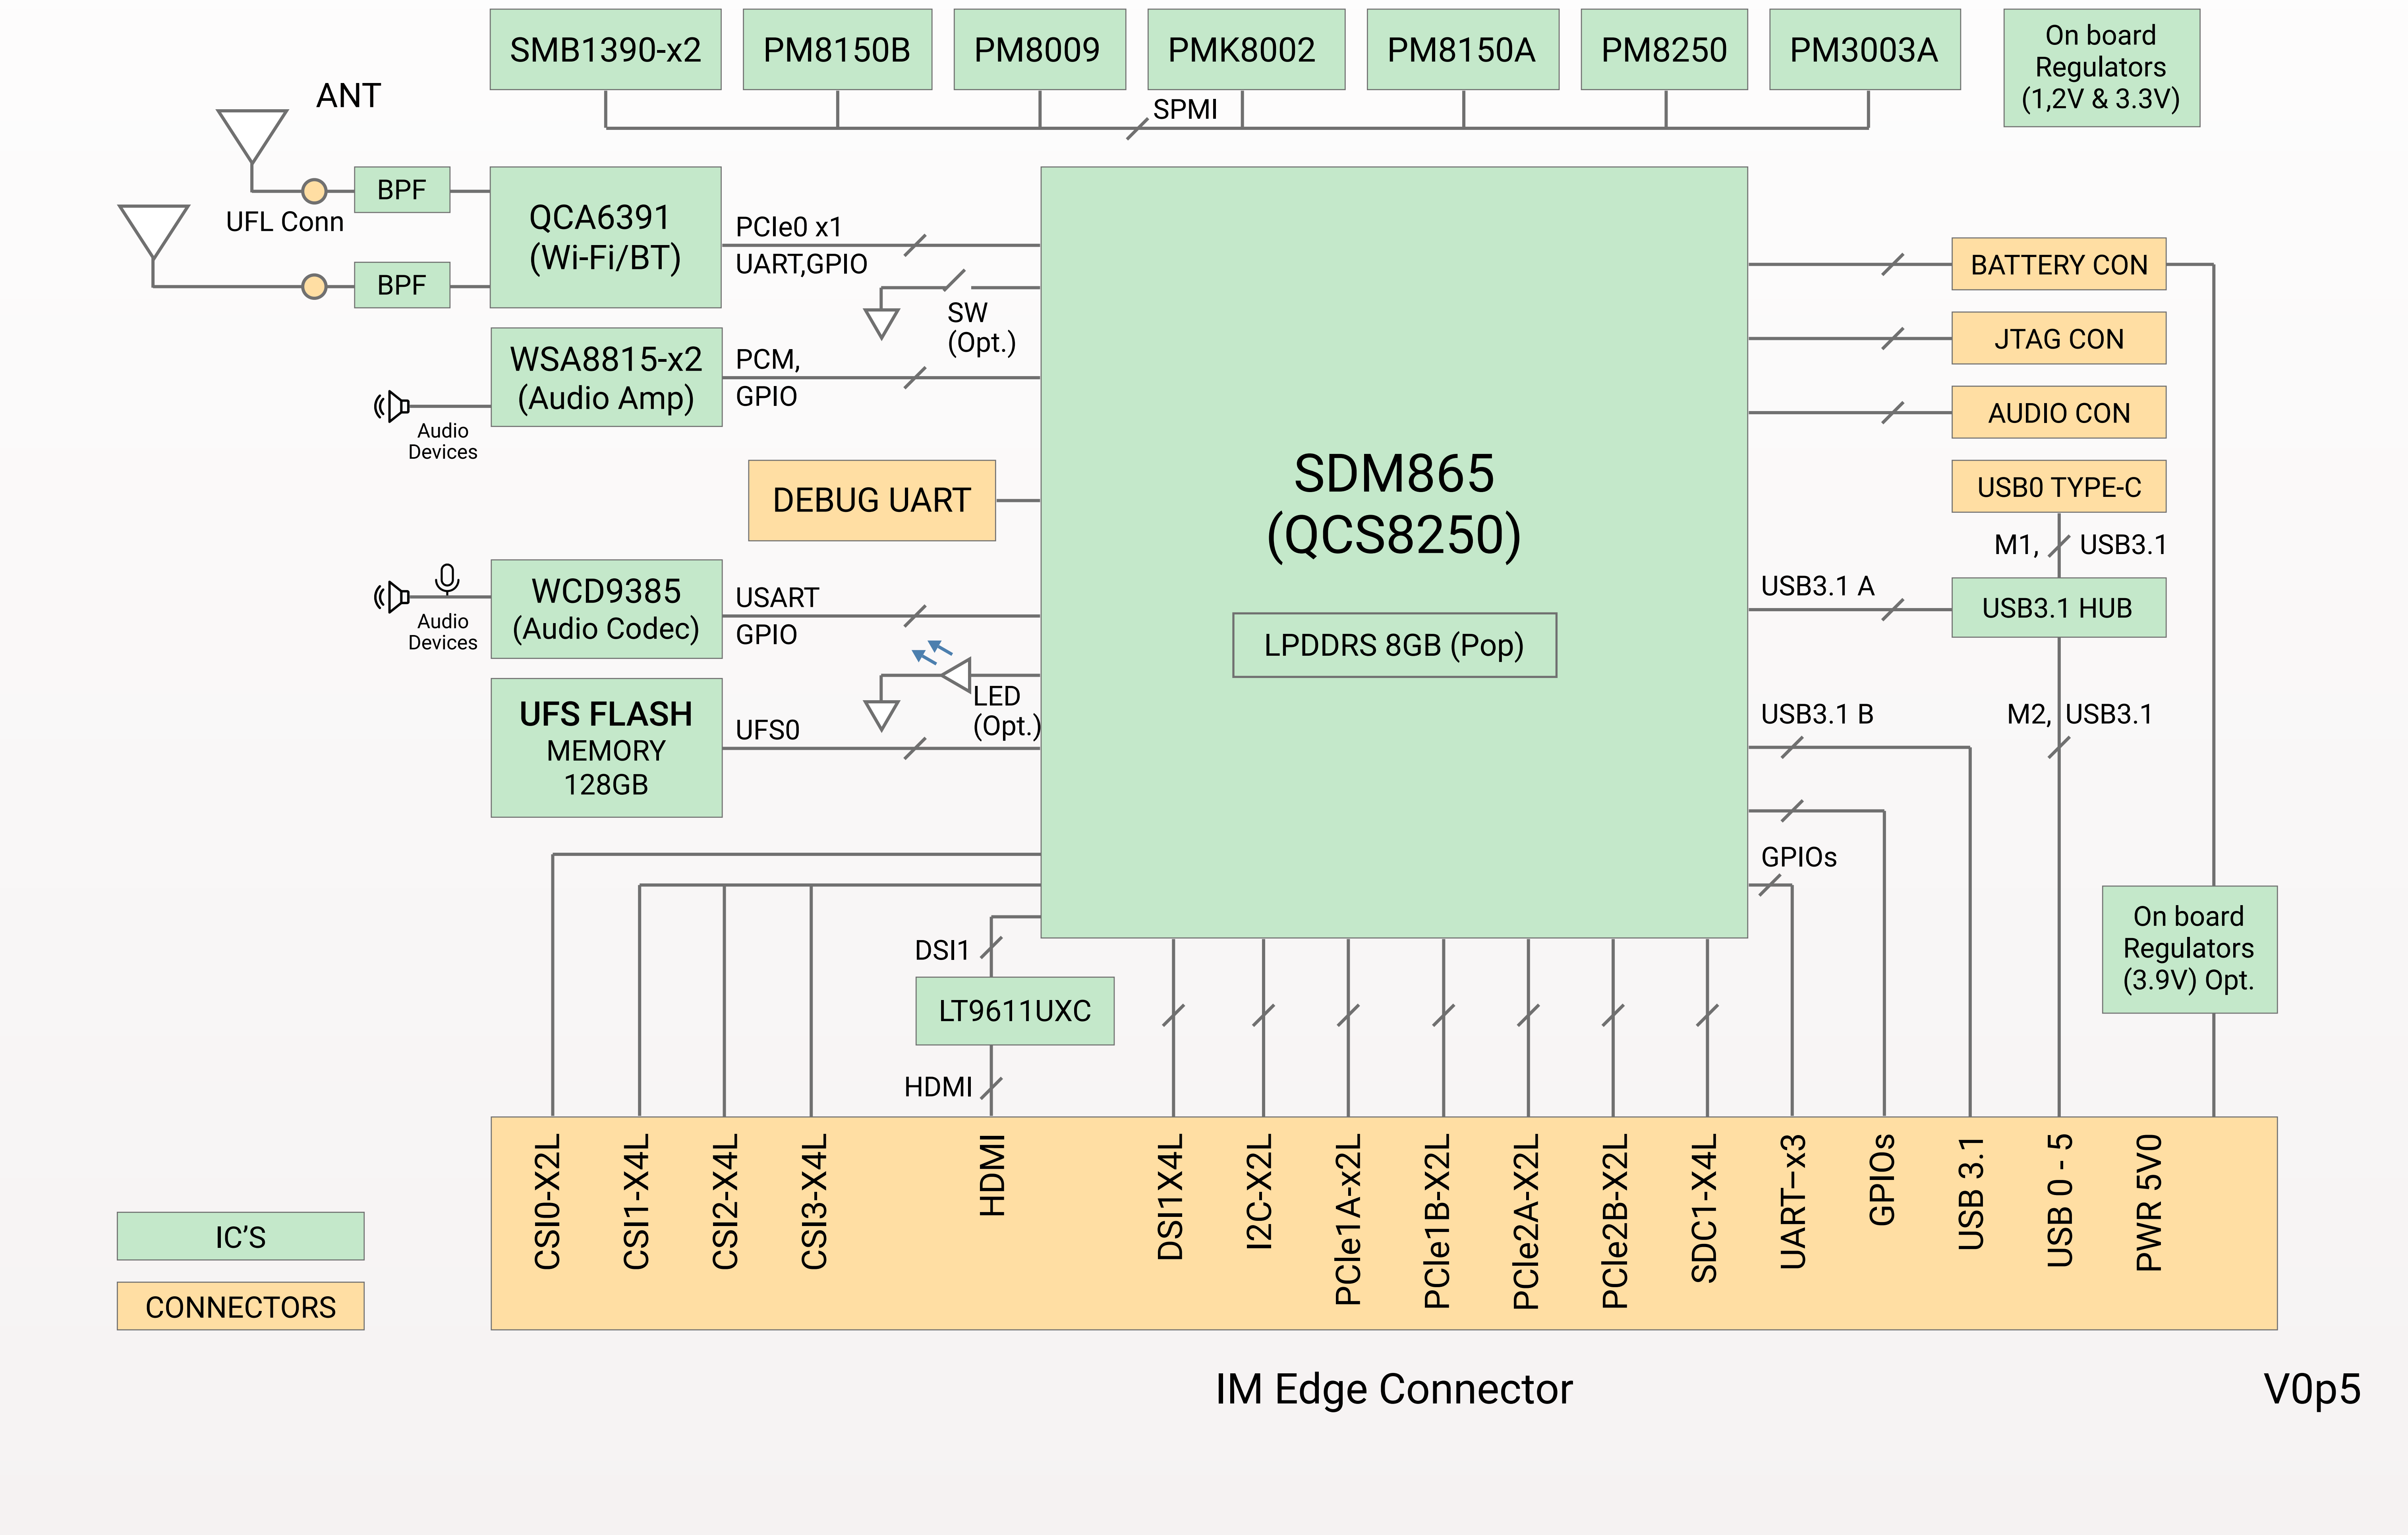 SMB1390-x2
PM8150B
PM8009
PMK8002
PM8150A
PM8250
PM3003A
On board
Regulators
(1,2V & 3.3V)
SPMI
ANT
UFL Conn
BPF
BPF
QCA6391
(Wi-Fi/BT)
PCIe0 x1
UART,GPIO
SW
(Opt.)
WSA8815-x2
(Audio Amp)
PCM,
GPIO
Audio
Devices
DEBUG UART
WCD9385
(Audio Codec)
USART
GPIO
Audio
Devices
LED
(Opt.)
UFS FLASH
MEMORY
128GB
UFS0
SDM865
(QCS8250)
LPDDRS 8GB (Pop)
BATTERY CON
JTAG CON
AUDIO CON
USB0 TYPE-C
M1, USB3.1
USB3.1 A
USB3.1 HUB
USB3.1 B
M2, USB3.1
GPIOs
On board
Regulators
(3.9V) Opt.
DSI1
LT9611UXC
HDMI
CSI0-X2L
CSI1-X4L
CSI2-X4L
CSI3-X4L
HDMI
DSI1X4L
I2C-X2L
PCIe1A-x2L
PCIe1B-X2L
PCIe2A-X2L
PCIe2B-X2L
SDC1-X4L
UART–x3
GPIOs
USB 3.1
USB 0 - 5
PWR 5V0
IC’S
CONNECTORS
IM Edge Connector
V0p5